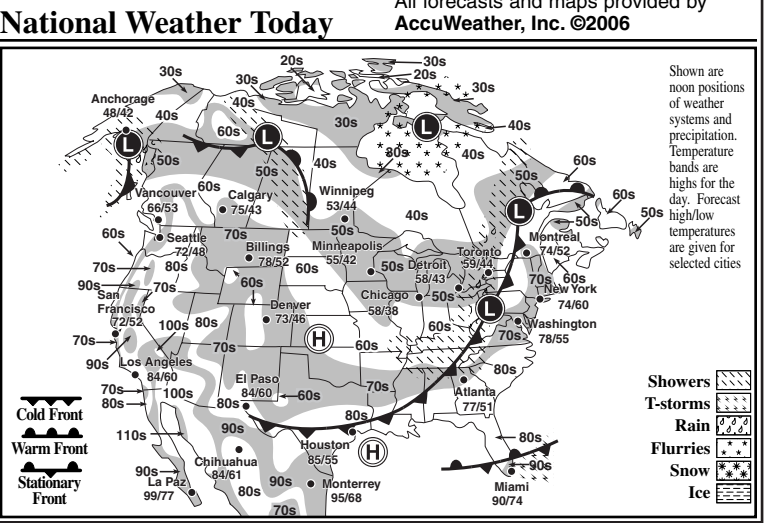 All forecasts and maps provided by
National Weather Today
AccuWeather, Inc. ©2006
Shown are
noon positions
of weather
systems and
precipitation.
Temperature
bands are
highs for the
day. Forecast
high/low
temperatures
are given for
selected cities
20s
30s
30s
30s
20s
30s
Anchorage
48/42
40s
40s
30s
40s
60s
L
L
L
30s
40s
50s
50s
40s
60s
50s
Vancouver
66/53
60s
Calgary
75/43
Winnipeg
53/44
40s
L
60s
50s
50s
60s
Seattle
72/48
70s
50s
Billings
78/52
Minneapolis
55/42
Toronto
59/44
Montreal
74/52
70s
80s
60s
50s
Detroit
58/43
90s
70s
60s
70s
60s
San
Francisco
72/52
Denver
73/46
Chicago
58/38
50s
New York
74/60
L
100s
80s
H
60s
Washington
78/55
70s
70s
60s
70s
90s
Los Angeles
84/60
El Paso
84/60
70s
80s
70s
100s
60s
Atlanta
77/51
80s
80s
80s
90s
110s
Houston
85/55
H
80s
90s
Chihuahua
84/61
90s
La Paz
99/77
80s
90s
Monterrey
95/68
70s
Miami
90/74
Cold Front
Warm Front
Stationary
Front
Showers
T-storms
Rain
Flurries
Snow
Ice